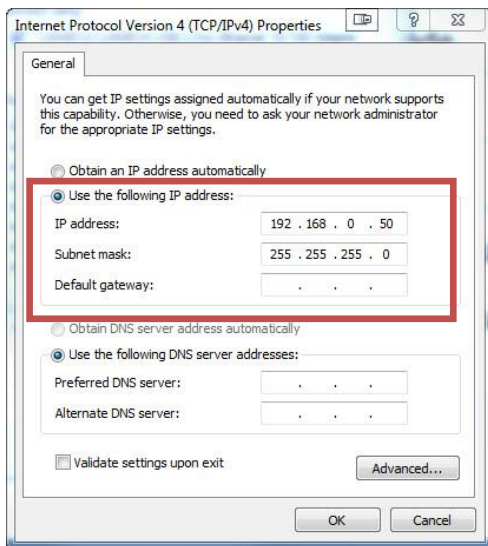 Internet Protocol Version 4 (TCP/IPv4) Properties
General
You can get IP settings assigned automatically if your network supports
this capability. Otherwise, you need to ask your network administrator
for the appropriate IP settings.
Obtain an IP address automatically
Use the following IP address:
IP address: 192 . 168 . 0 . 50
Subnet mask: 255 . 255 . 255 . 0
Default gateway: . . .
Obtain DNS server address automatically
Use the following DNS server addresses:
Preferred DNS server: . . .
Alternate DNS server: . . .
Validate settings upon exit
Advanced...
OK Cancel